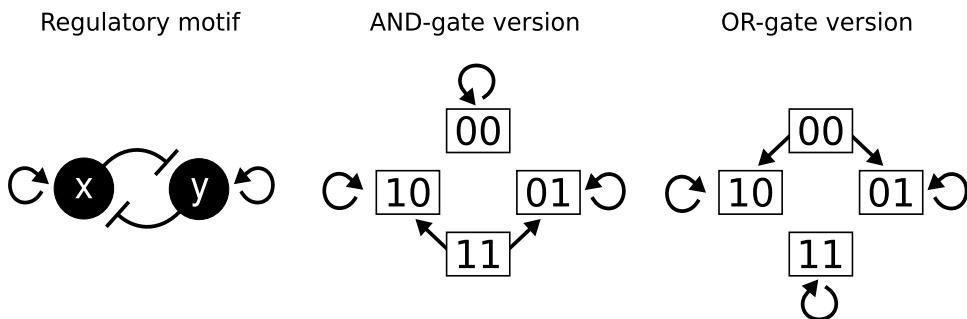 Regulatory motif
AND-gate version
OR-gate version
x
y
00
10
01
11
00
10
01
11